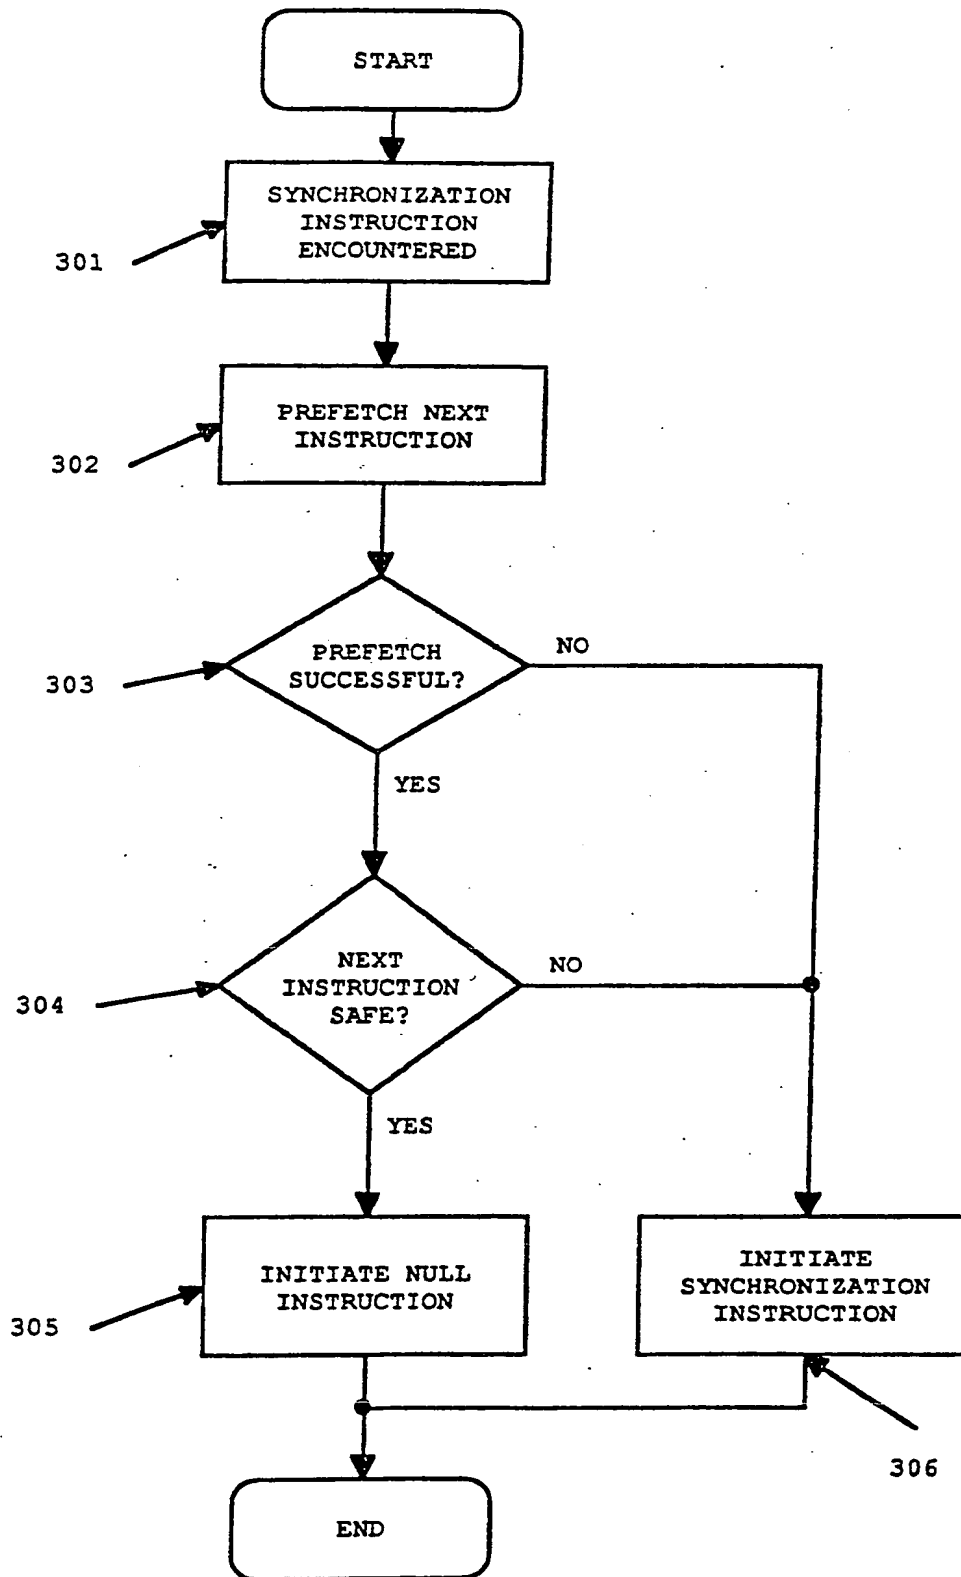 START
SYNCHRONIZATION
INSTRUCTION
ENCOUNTERED
301
PREFETCH NEXT
INSTRUCTION
302
PREFETCH
SUCCESSFUL?
NO
303
YES
NEXT
INSTRUCTION
SAFE?
NO
304
YES
INITIATE NULL
INSTRUCTION
305
INITIATE
SYNCHRONIZATION
INSTRUCTION
306
END